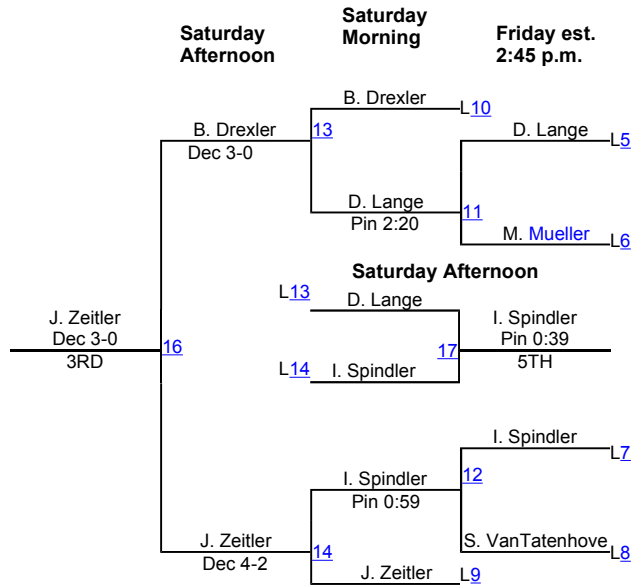 Saturday
Afternoon
Saturday
Morning
Friday est.
2:45 p.m.
B. Drexler
L10
B. Drexler
13
D. Lange
L5
Dec 3-0
D. Lange
11
Pin 2:20
M. Mueller
L6
Saturday Afternoon
L13
D. Lange
J. Zeitler
I. Spindler
Dec 3-0
Pin 0:39
16
17
3RD
5TH
L14
I. Spindler
I. Spindler
L7
I. Spindler
12
Pin 0:59
J. Zeitler
14
S. VanTatenhove
L8
Dec 4-2
J. Zeitler
L9